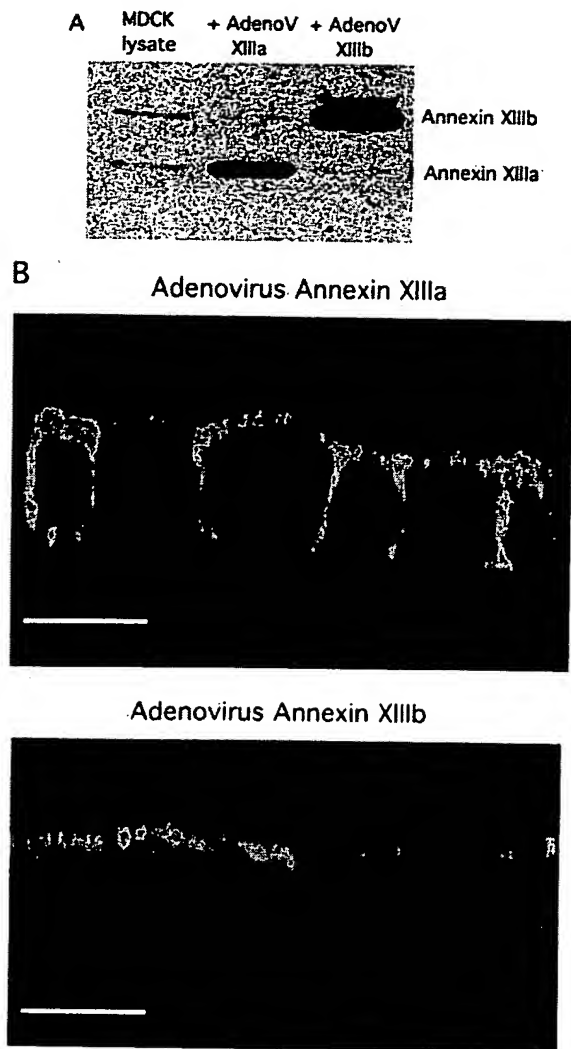 A
MDCK lysate
+ AdenoV XIIIa
+ AdenoV XIIIb
Annexin XIIIb
Annexin XIIIa
B
Adenovirus Annexin XIIIa
Adenovirus Annexin XIIIb